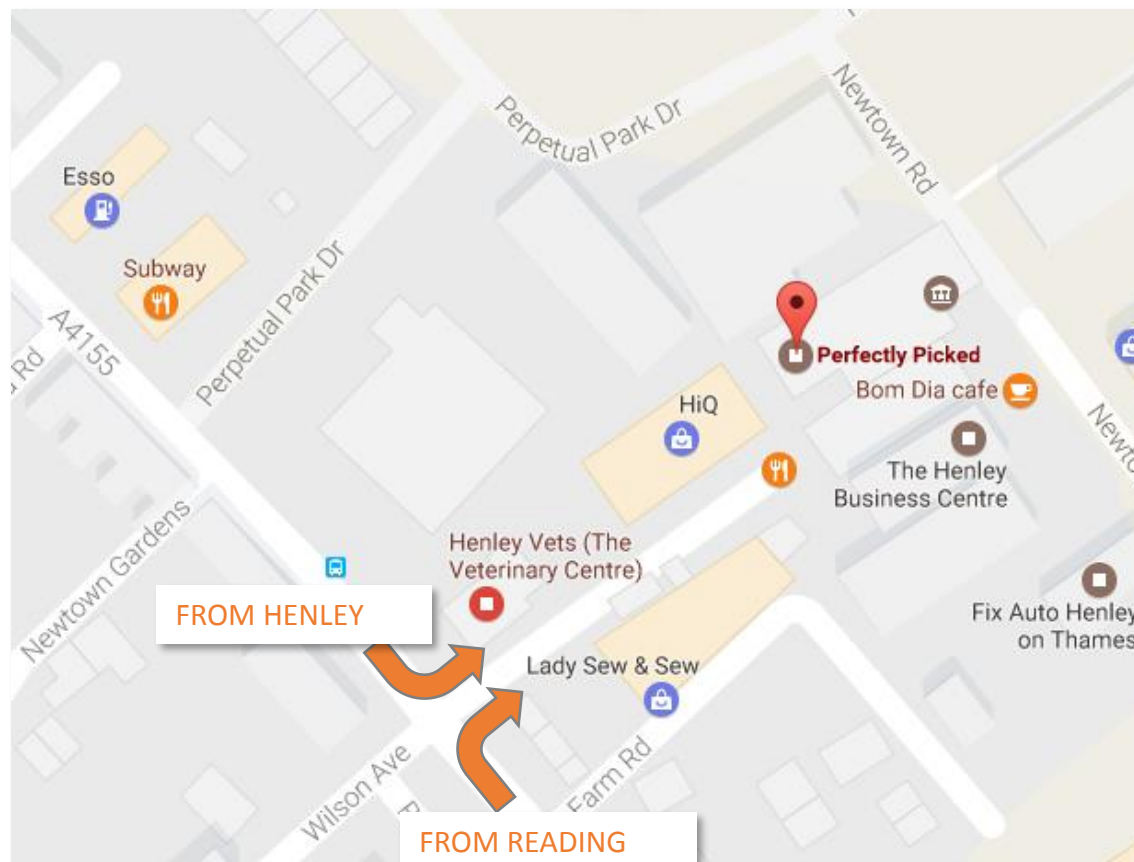 Perpetual Park Dr
Newtown Rd
Esso
Subway
A4155
Rd
Perpetual Park Dr
Perfectly Picked
Bom Dia cafe
HiQ
The Henley
Business Centre
Newtown Gardens
Henley Vets (The
Veterinary Centre)
FROM HENLEY
Fix Auto Henley
on Thames
Lady Sew & Sew
Wilson Ave
Farm Rd
FROM READING